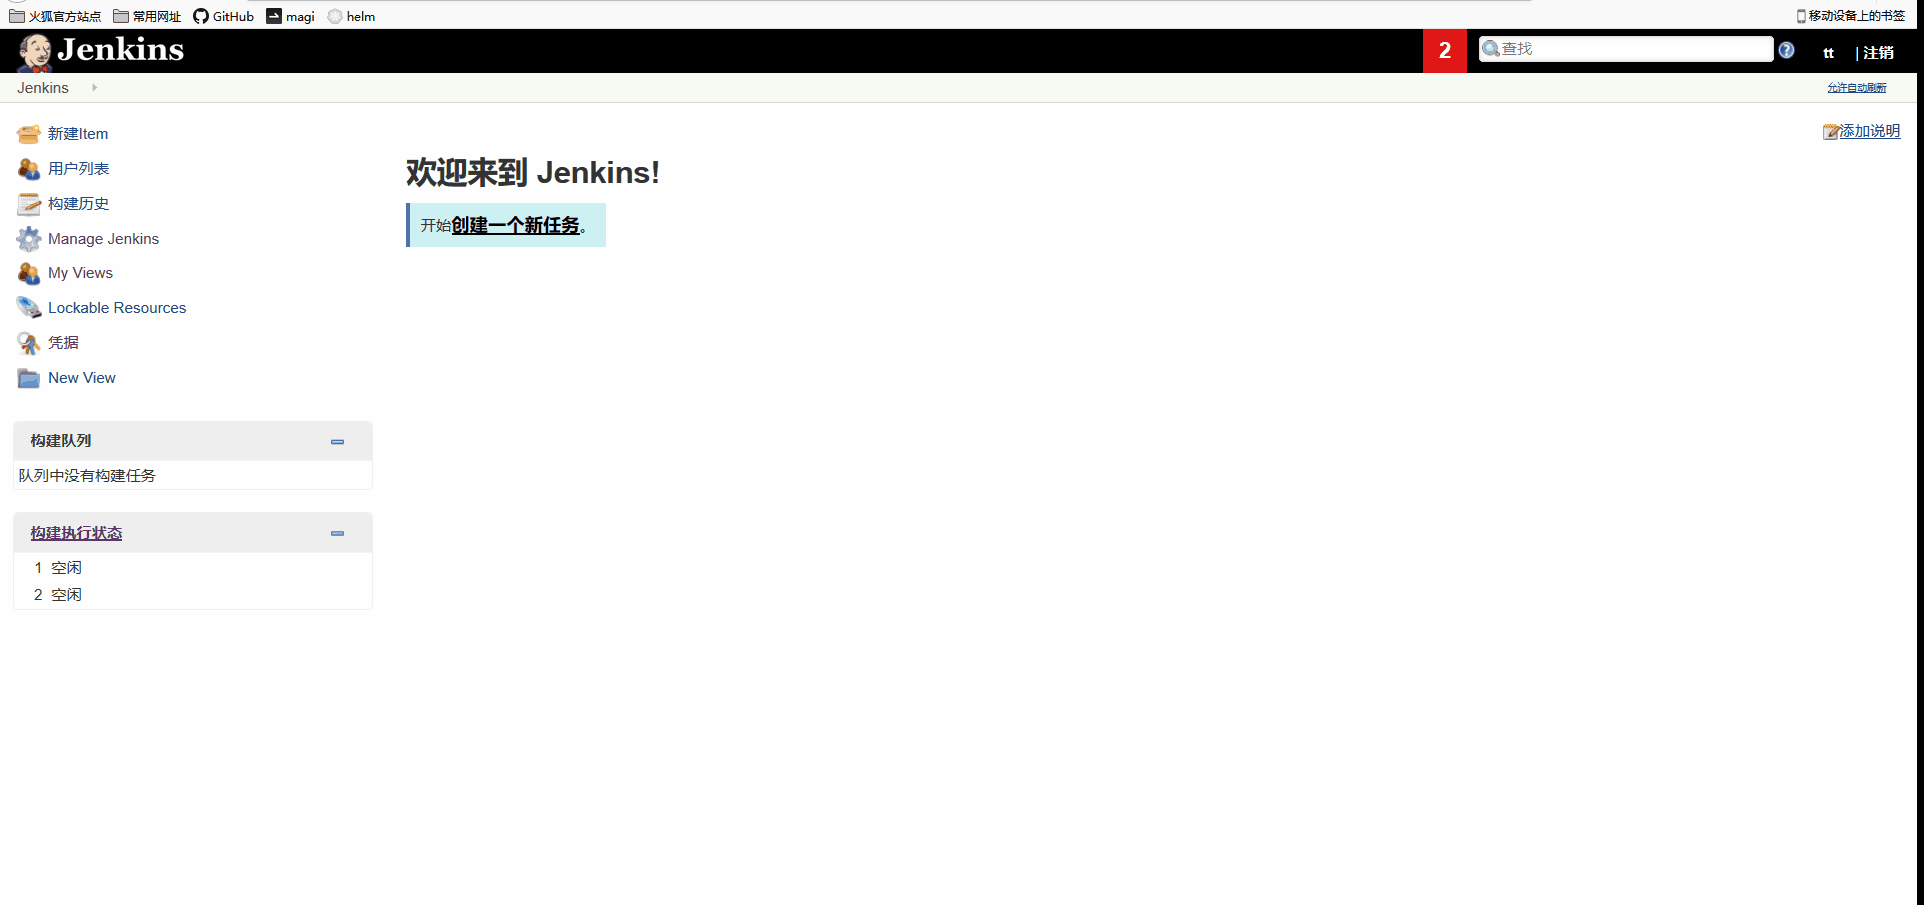 火狐官方站点 常用网址 GitHub magi helm 移动设备上的书签
Jenkins 2 查找 tt | 注销
Jenkins 允许自动刷新
新建Item 添加说明
用户列表
构建历史
Manage Jenkins
My Views
Lockable Resources
凭据
New View
欢迎来到 Jenkins!
开始创建一个新任务。
构建队列
队列中没有构建任务
构建执行状态
1 空闲
2 空闲